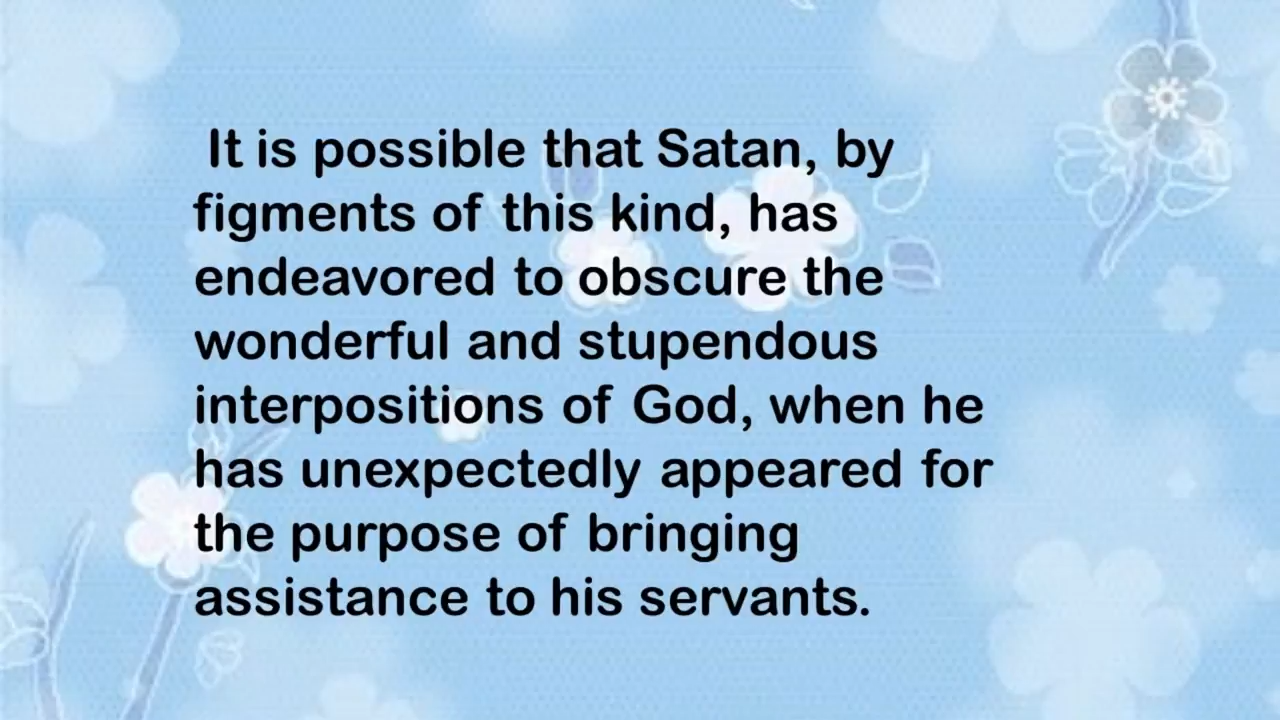 It is possible that Satan, by
figments of this kind, has
endeavored to obscure the
wonderful and stupendous
interpositions of God, when he
has unexpectedly appeared for
the purpose of bringing
assistance to his servants.